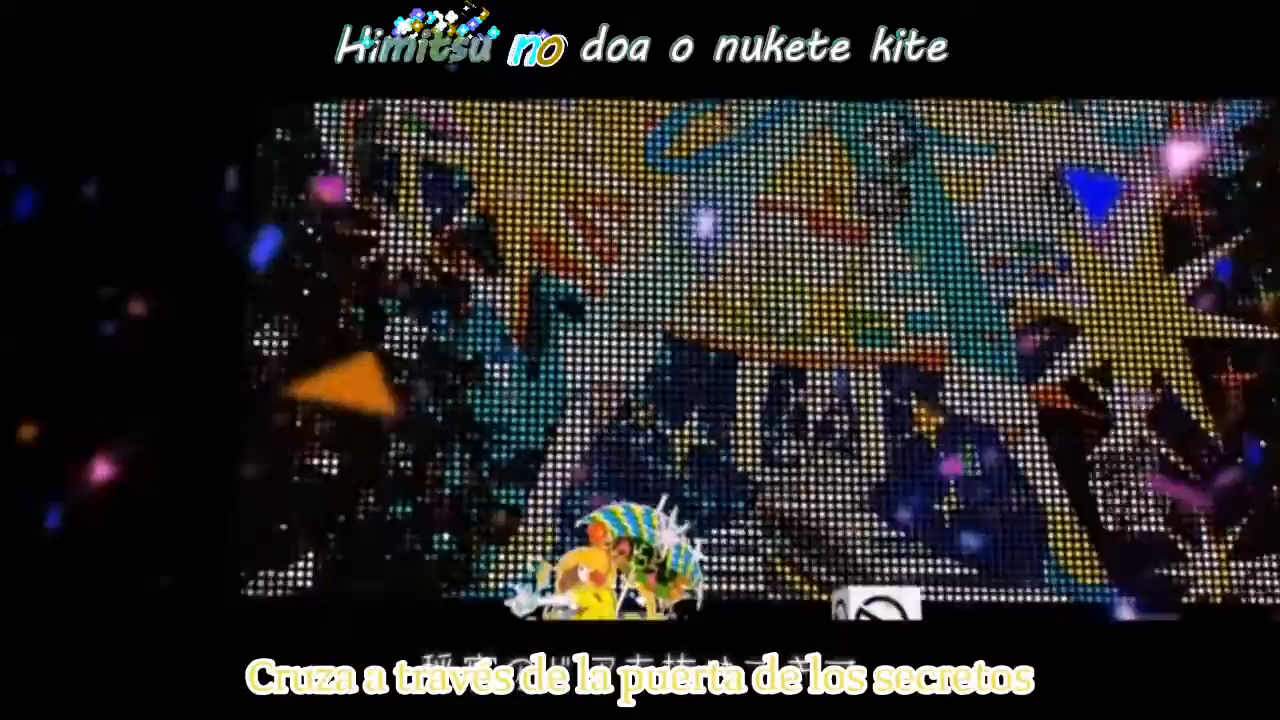 Himitsu no doa o nukete kite
Cruza a través de la puerta de los secretos